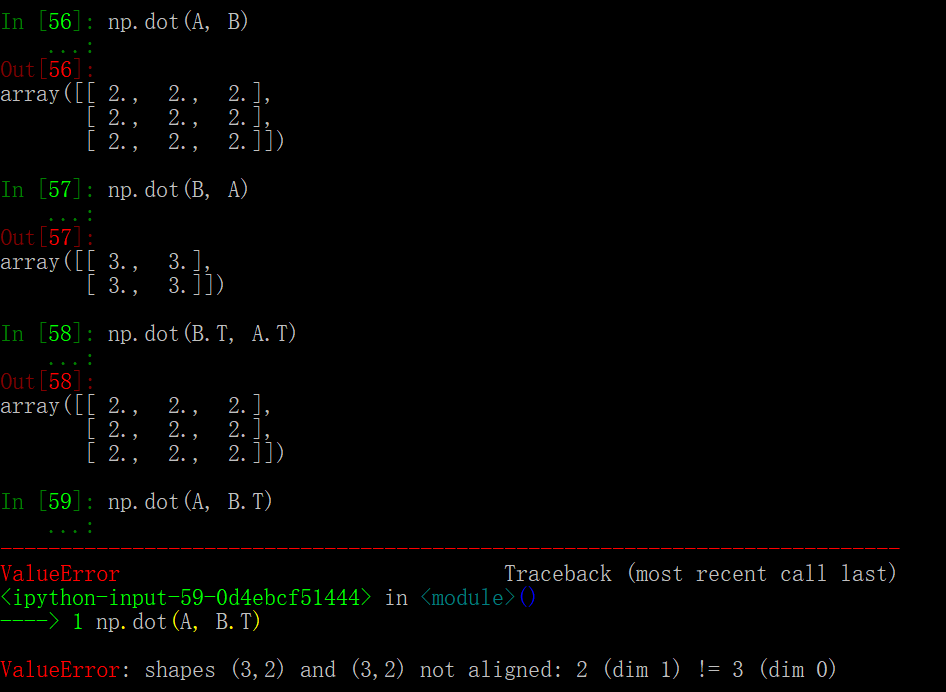 In [56]: np.dot(A, B)
...:
Out[56]:
array([[ 2., 2., 2.],
[ 2., 2., 2.],
[ 2., 2., 2.]])
In [57]: np.dot(B, A)
...:
Out[57]:
array([[ 3., 3.],
[ 3., 3.]])
In [58]: np.dot(B.T, A.T)
...:
Out[58]:
array([[ 2., 2., 2.],
[ 2., 2., 2.],
[ 2., 2., 2.]])
In [59]: np.dot(A, B.T)
...:
---------------------------------------------------------------------------
ValueError Traceback (most recent call last)
<ipython-input-59-0d4ebcf51444> in <module>()
----> 1 np.dot(A, B.T)
ValueError: shapes (3,2) and (3,2) not aligned: 2 (dim 1) != 3 (dim 0)